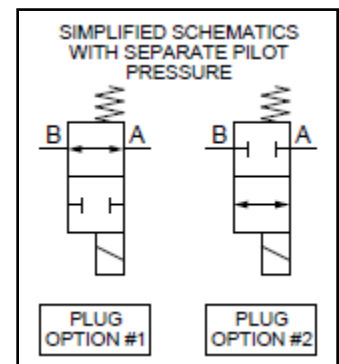 SIMPLIFIED SCHEMATICS
WITH SEPARATE PILOT
PRESSURE
B A B A
PLUG PLUG
OPTION #1 OPTION #2